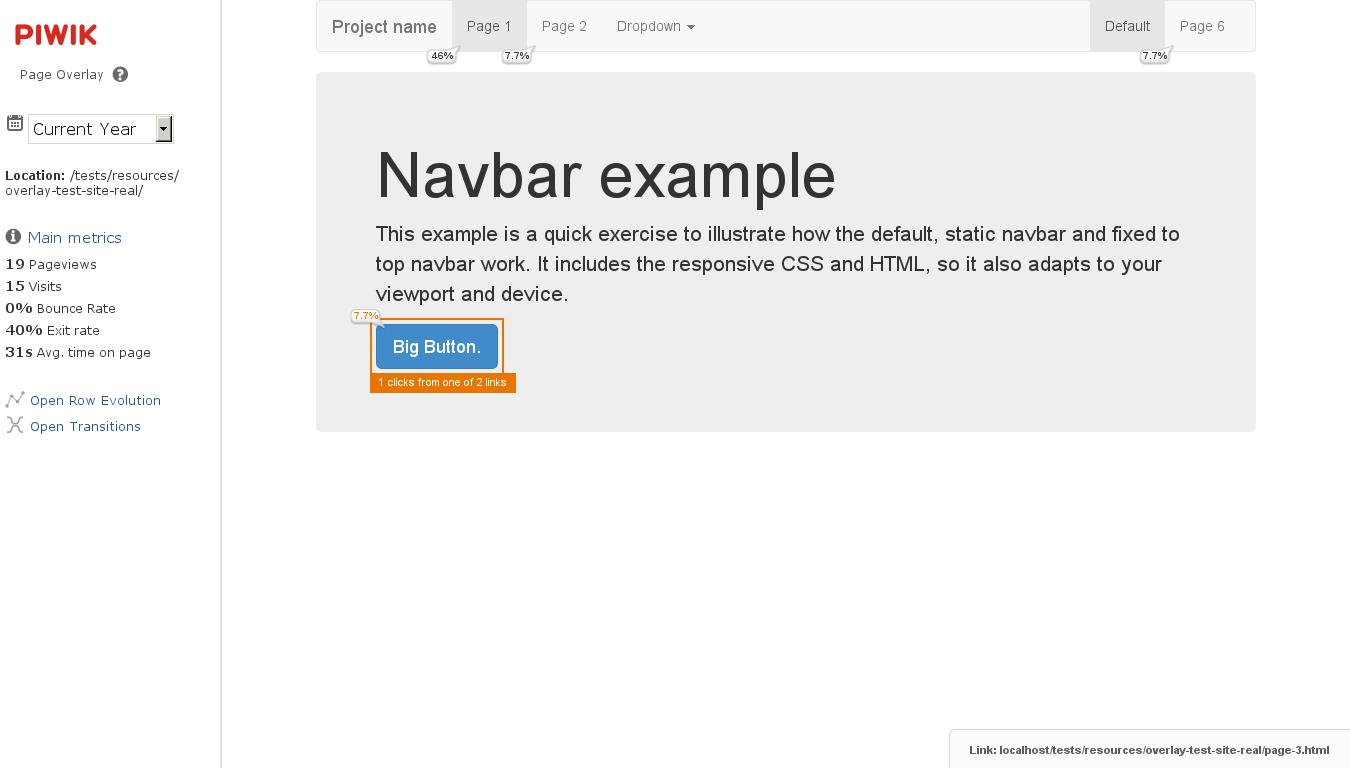 PIWIK
Page Overlay ?
Current Year
Location: /tests/resources/
overlay-test-site-real/
Main metrics
19 Pageviews
15 Visits
0% Bounce Rate
40% Exit rate
31s Avg. time on page
Open Row Evolution
Open Transitions
Project name Page 1 Page 2 Dropdown Default Page 6
46% 7.7% 7.7%
Navbar example
This example is a quick exercise to illustrate how the default, static navbar and fixed to
top navbar work. It includes the responsive CSS and HTML, so it also adapts to your
viewport and device.
7.7%
Big Button.
1 clicks from one of 2 links
Link: localhost/tests/resources/overlay-test-site-real/page-3.html